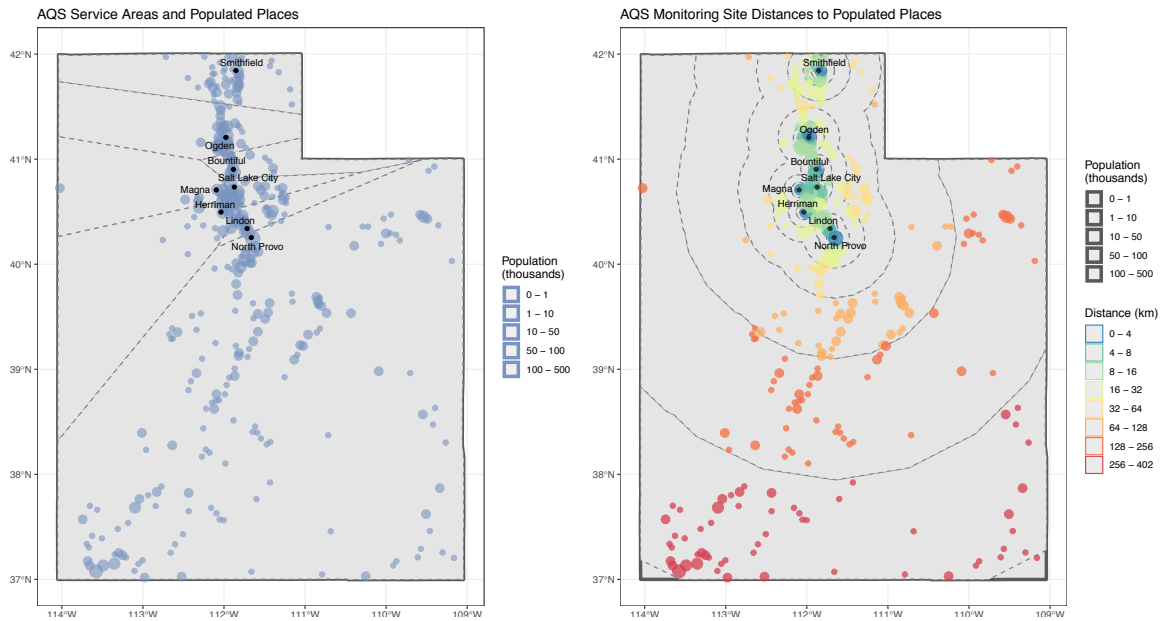 AQS Service Areas and Populated Places
42°N
41°N
40°N
39°N
38°N
37°N
114°W
113°W
112°W
111°W
110°W
109°W
Smithfield
Ogden
Bountiful
Salt Lake City
Magna
Herriman
Lindon
North Provo
Population
(thousands)
0 – 1
1 – 10
10 – 50
50 – 100
100 – 500
AQS Monitoring Site Distances to Populated Places
42°N
41°N
40°N
39°N
38°N
37°N
114°W
113°W
112°W
111°W
110°W
109°W
Smithfield
Ogden
Bountiful
Salt Lake City
Magna
Herriman
Lindon
North Provo
Population
(thousands)
0 – 1
1 – 10
10 – 50
50 – 100
100 – 500
Distance (km)
0 – 4
4 – 8
8 – 16
16 – 32
32 – 64
64 – 128
128 – 256
256 – 402